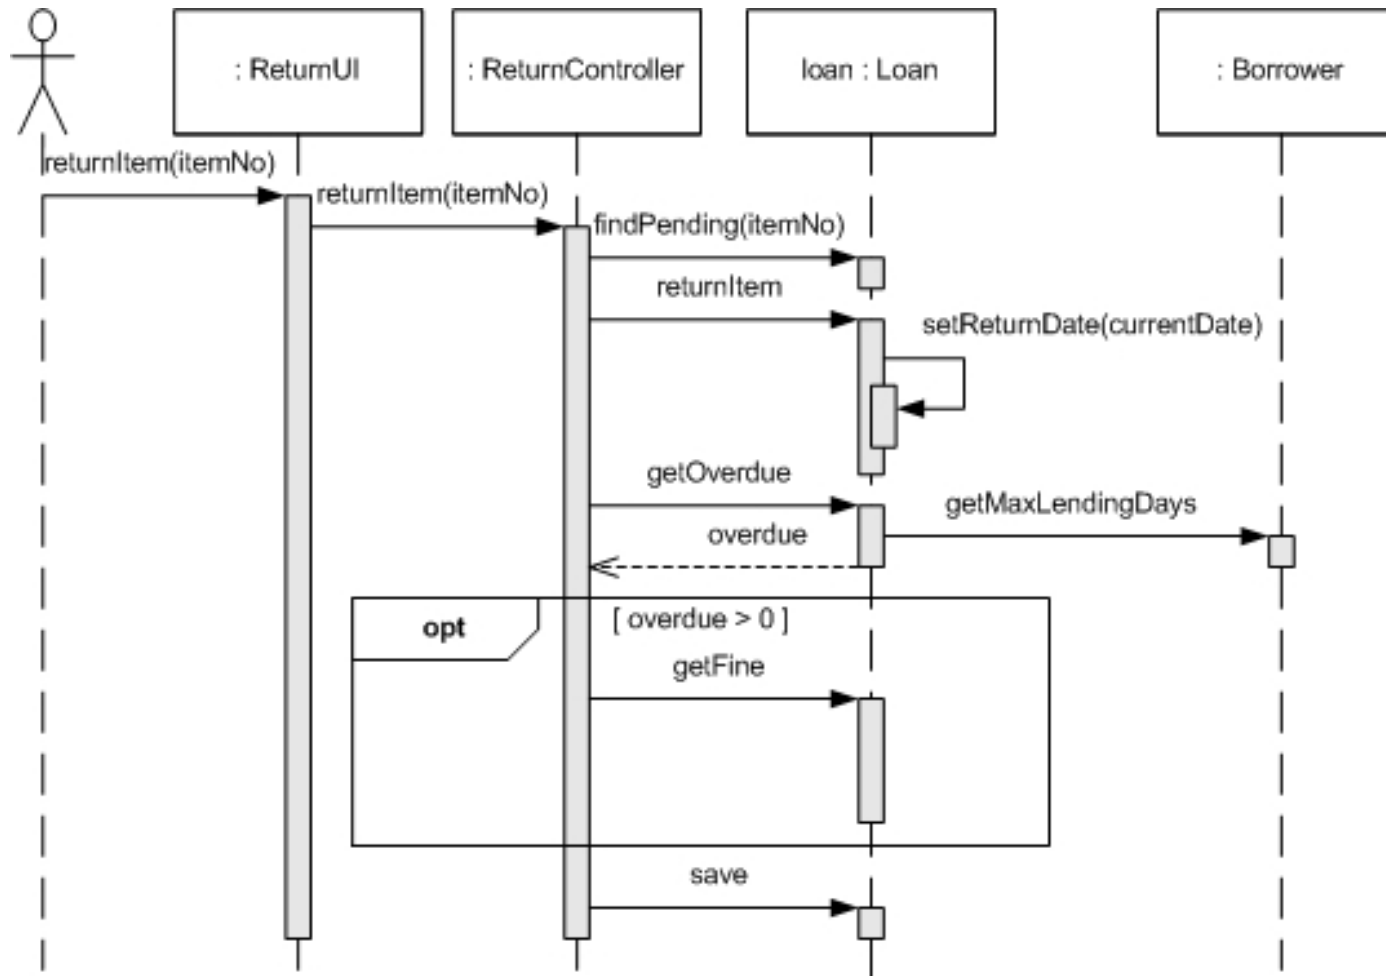 : ReturnUI
: ReturnController
loan : Loan
: Borrower
returnItem(itemNo)
returnItem(itemNo)
findPending(itemNo)
returnItem
setReturnDate(currentDate)
getOverdue
getMaxLendingDays
overdue
opt
[ overdue > 0 ]
getFine
save